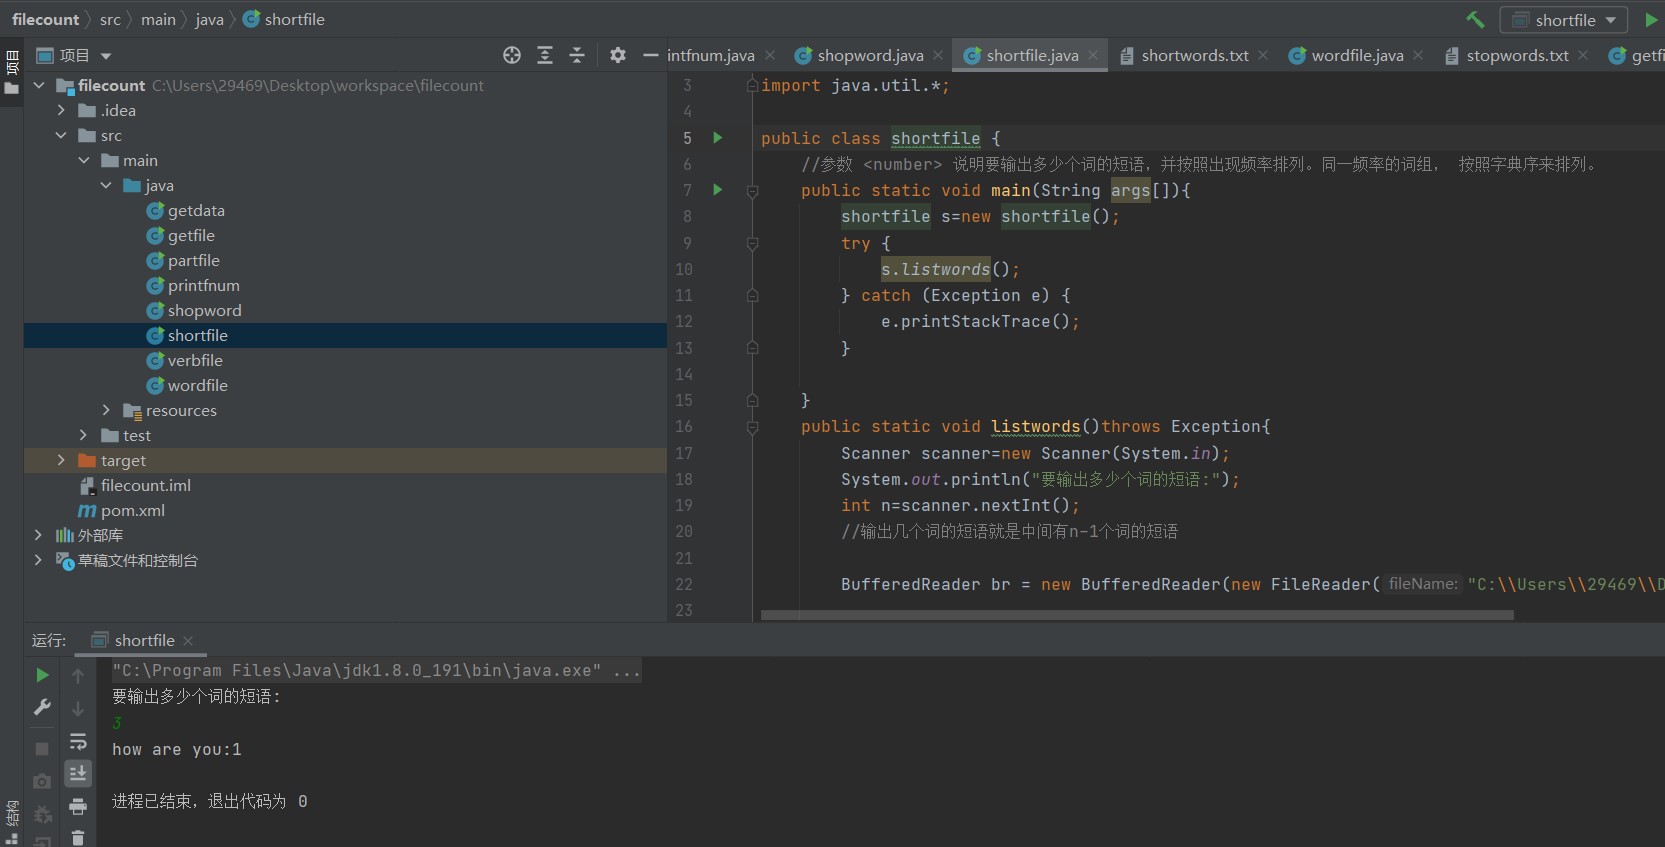 filecount src main java shortfile
shortfile
项目
项目
intfnum.java shopword.java shortfile.java shortwords.txt wordfile.java stopwords.txt getfi
filecount C:\Users\29469\Desktop\workspace\filecount
.idea
src
main
java
getdata
getfile
partfile
printfnum
shopword
shortfile
verbfile
wordfile
resources
test
target
filecount.iml
pom.xml
外部库
草稿文件和控制台
3 import java.util.*;
4
5 public class shortfile {
6 //参数 <number> 说明要输出多少个词的短语，并按照出现频率排列。同一频率的词组， 按照字典序来排列。
7 public static void main(String args[]){
8 shortfile s=new shortfile();
9 try {
10 s.listwords();
11 } catch (Exception e) {
12 e.printStackTrace();
13 }
14
15 }
16 public static void listwords()throws Exception{
17 Scanner scanner=new Scanner(System.in);
18 System.out.println("要输出多少个词的短语:");
19 int n=scanner.nextInt();
20 //输出几个词的短语就是中间有n-1个词的短语
21
22 BufferedReader br = new BufferedReader(new FileReader( fileName: "C:\\Users\\29469\\D
23
运行: shortfile
"C:\Program Files\Java\jdk1.8.0_191\bin\java.exe" ...
要输出多少个词的短语:
3
how are you:1
进程已结束，退出代码为 0
结构